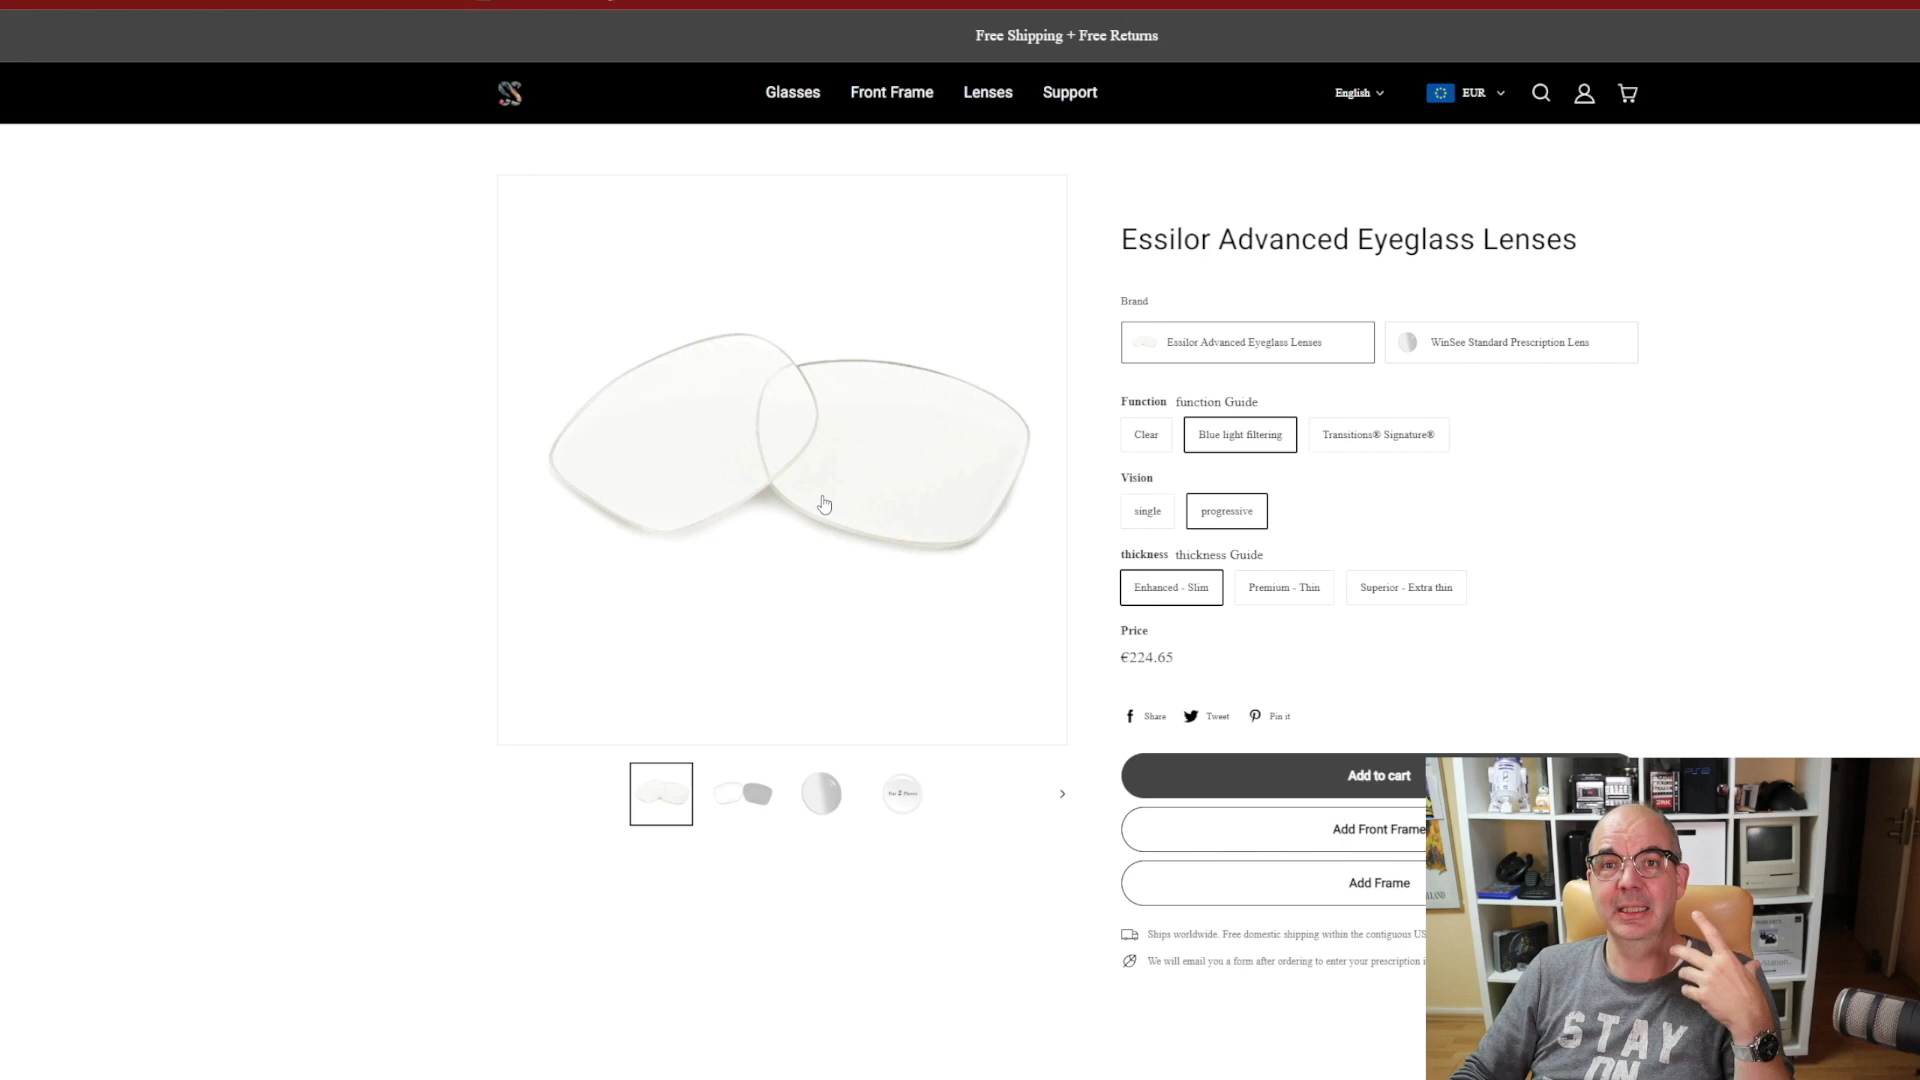 Free Shipping + Free Returns
Glasses Front Frame Lenses Support English EUR
Essilor Advanced Eyeglass Lenses
Brand
Essilor Advanced Eyeglass Lenses WinSee Standard Prescription Lens
Function function Guide
Clear Blue light filtering Transitions® Signature®
Vision
single progressive
thickness thickness Guide
Enhanced - Slim Premium - Thin Superior - Extra thin
Price
€224.65
Share Tweet Pin it
Add to cart
Add Front Frame
Add Frame
Ships worldwide. Free domestic shipping within the contiguous US
We will email you a form after ordering to enter your prescription
STAY
ON